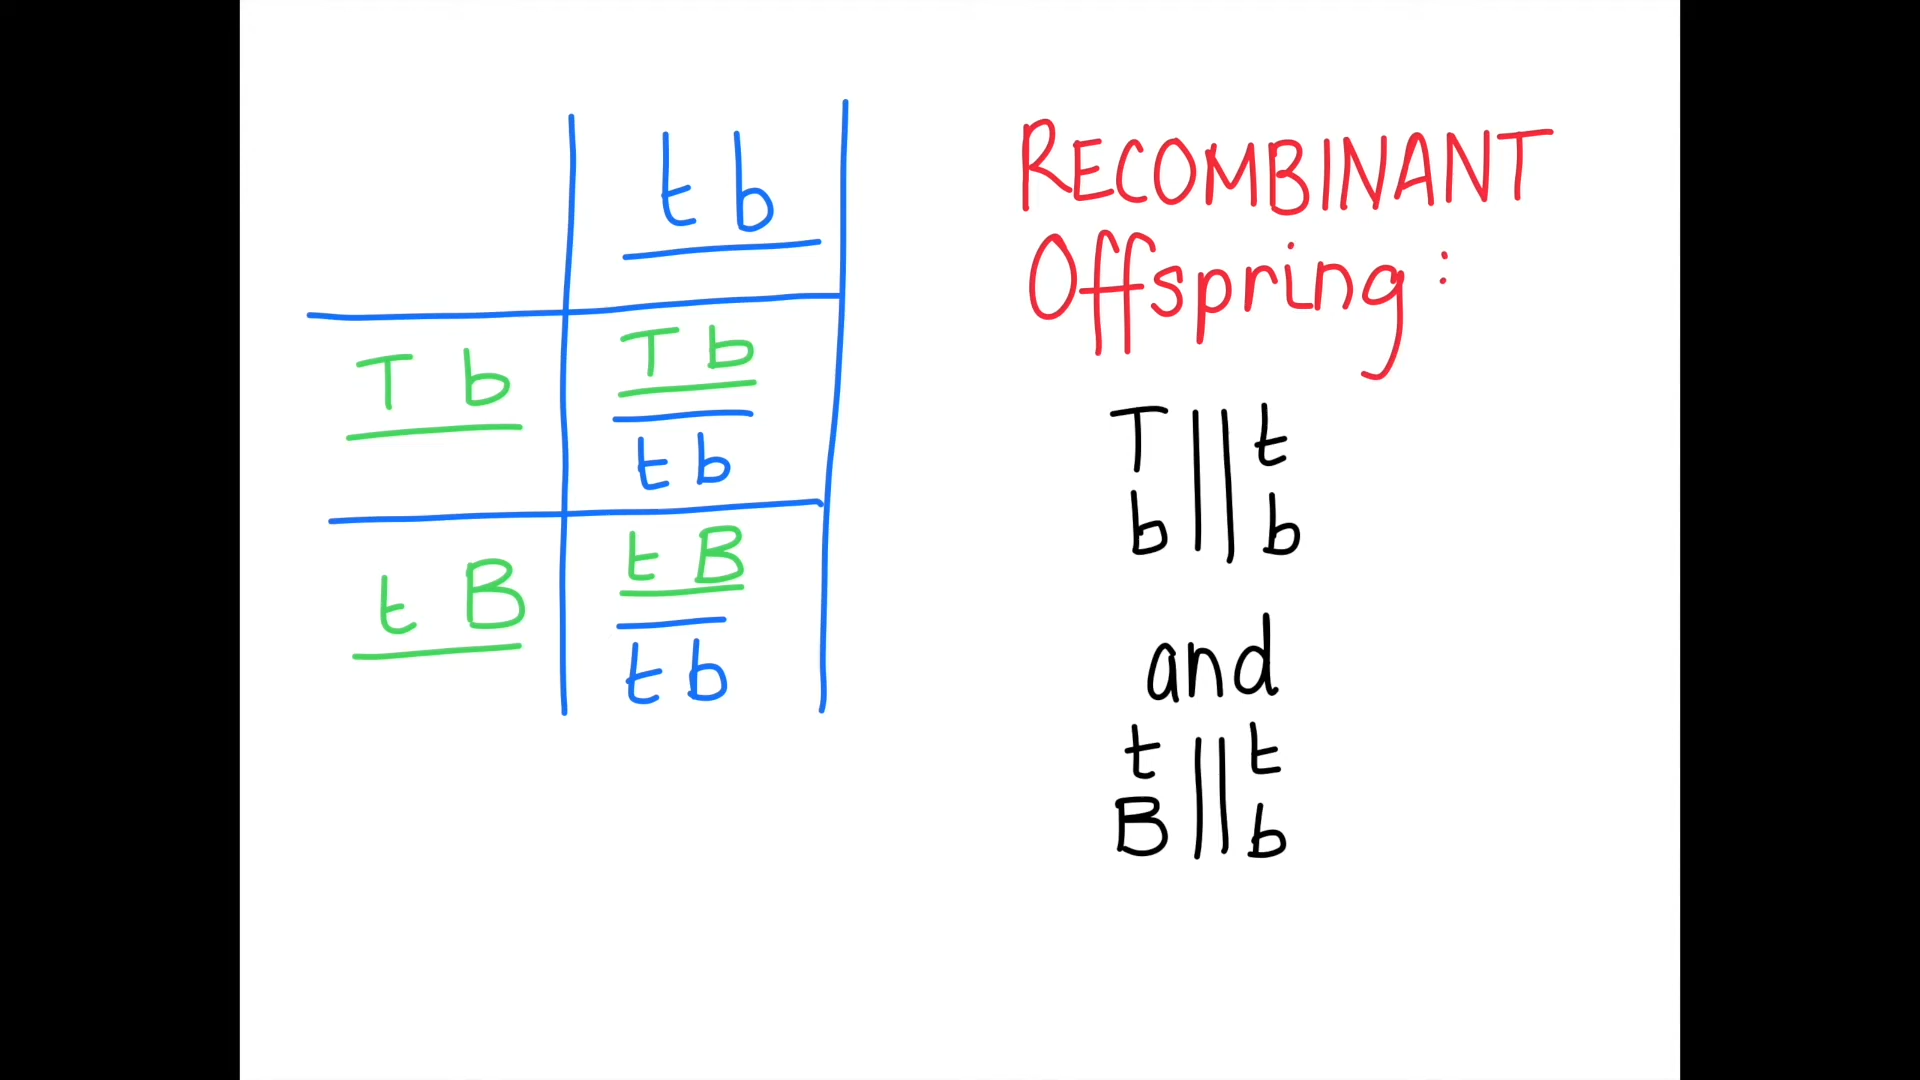 t b
T b
T b
t b
t B
t B
t b
RECOMBINANT
Offspring:
T || t
b || b
and
t || t
B || b